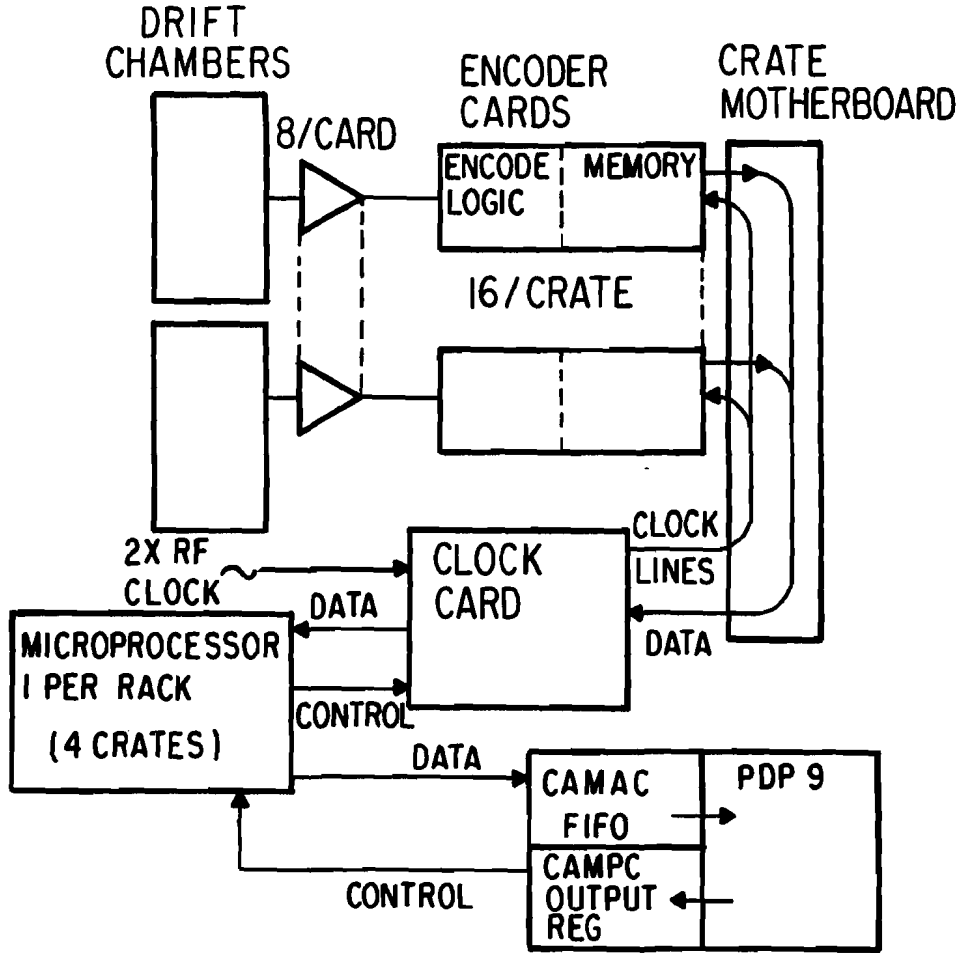 DRIFT
CHAMBERS
8/CARD
ENCODER
CARDS
CRATE
MOTHERBOARD
ENCODE
LOGIC
MEMORY
16/CRATE
2X RF
CLOCK
CLOCK
CARD
CLOCK
LINES
DATA
DATA
MICROPROCESSOR
1 PER RACK
(4 CRATES)
CONTROL
DATA
CAMAC
FIFO
PDP 9
CAMPC
OUTPUT
REG
CONTROL